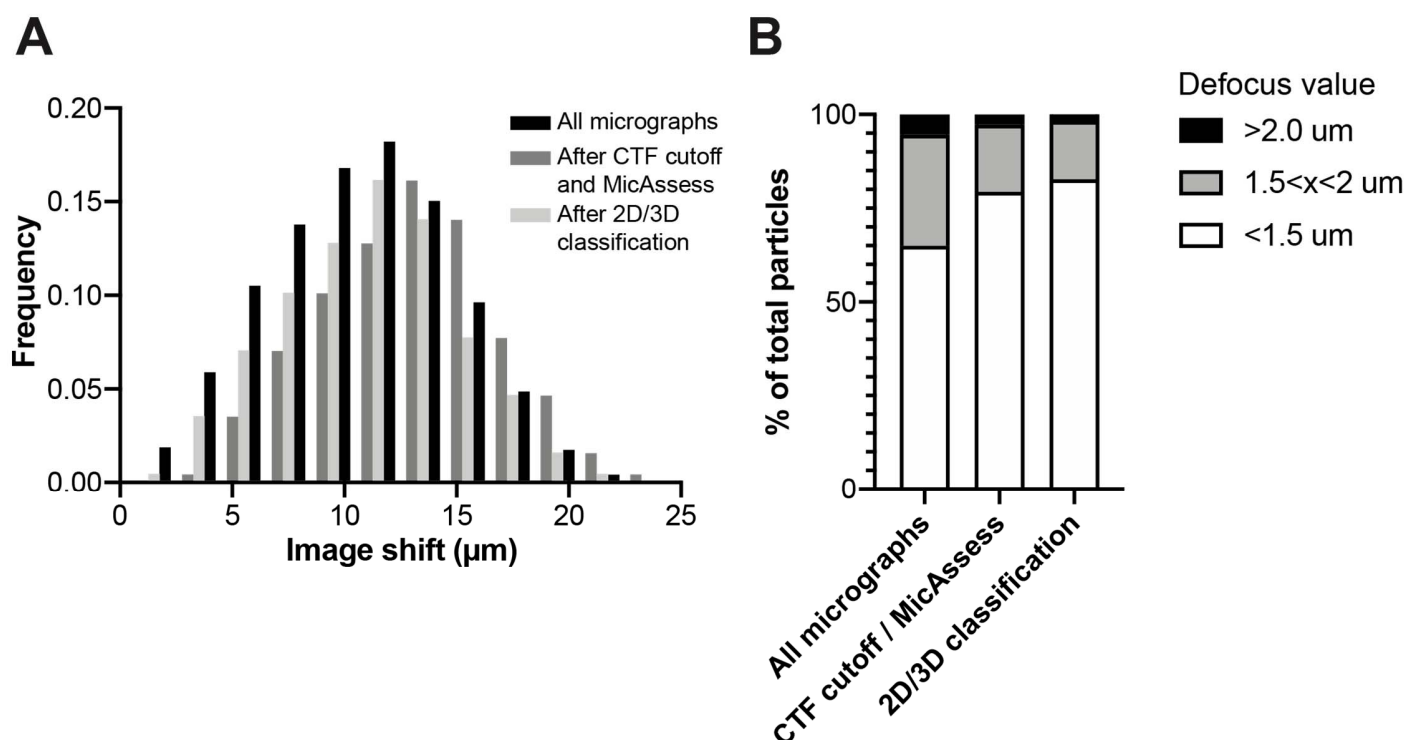 A
Frequency
0.20
0.15
0.10
0.05
0.00
0 5 10 15 20 25
Image shift (µm)
All micrographs
After CTF cutoff
and MicAssess
After 2D/3D
classification
B
% of total particles
100
50
0
All micrographs
CTF cutoff / MicAssess
2D/3D classification
Defocus value
>2.0 um
1.5<x<2 um
<1.5 um